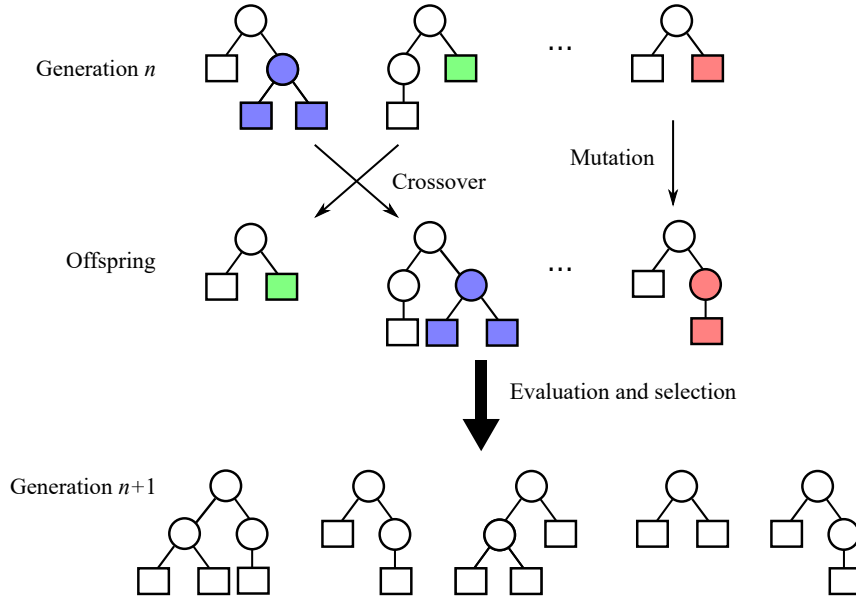 ...
Generation n
Crossover
Mutation
Offspring
...
Evaluation and selection
Generation n+1